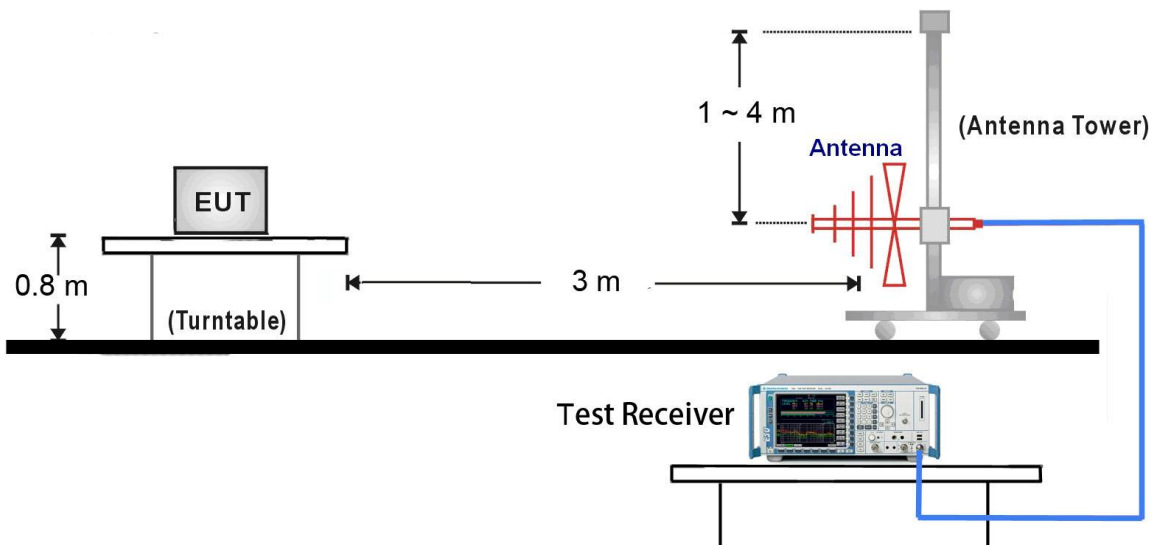 1 ~ 4 m
(Antenna Tower)
Antenna
EUT
0.8 m
3 m
(Turntable)
Test Receiver